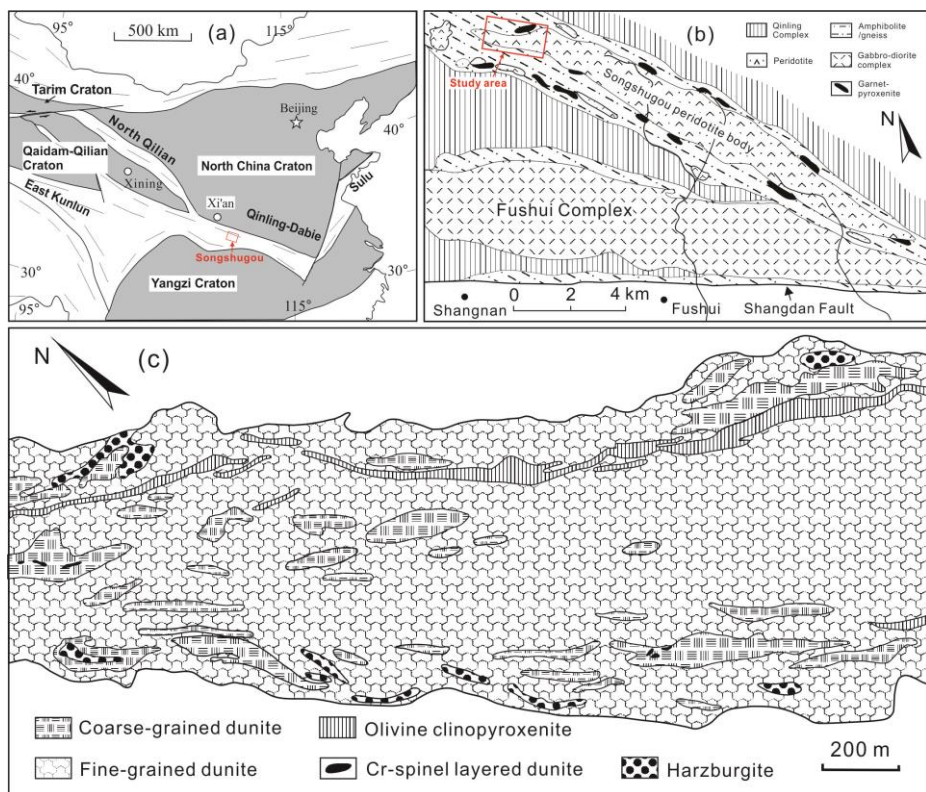 500 km
(a)
95°
115°
40°
Tarim Craton
Beijing
40°
North Qilian
Qaidam-Qilian
Craton
North China Craton
Xining
Sulu
East Kunlun
Xi'an
Qinling-Dabie
Songshugou
30°
30°
Yangzi Craton
95°
115°
(b)
Qinling
Complex
Amphibolite
/gneiss
Peridotite
Gabbro-diorite
complex
Garnet-
pyroxenite
Study area
Songshugou peridotite body
N
Fushui Complex
0 2 4 km
Shangnan
Fushui
Shangdan Fault
N
(c)
Coarse-grained dunite
Olivine clinopyroxenite
Fine-grained dunite
Cr-spinel layered dunite
Harzburgite
200 m